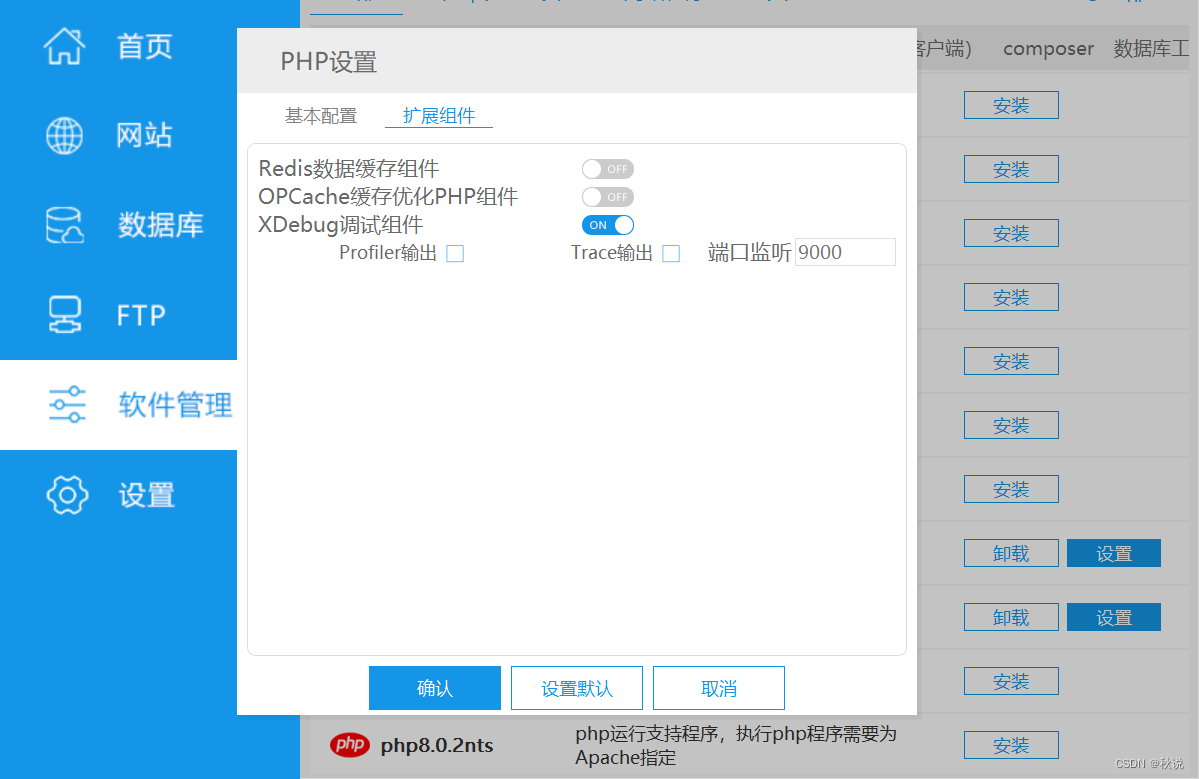 首页
网站
数据库
FTP
软件管理
设置
客户端) composer 数据库工
PHP设置
基本配置 扩展组件
Redis数据缓存组件 OFF
OPCache缓存优化PHP组件 OFF
XDebug调试组件 ON
Profiler输出 Trace输出 端口监听 9000
确认 设置默认 取消
安装
安装
安装
安装
安装
安装
安装
卸载 设置
卸载 设置
安装
php php8.0.2nts php运行支持程序，执行php程序需要为
Apache指定 安装
CSDN @秋说